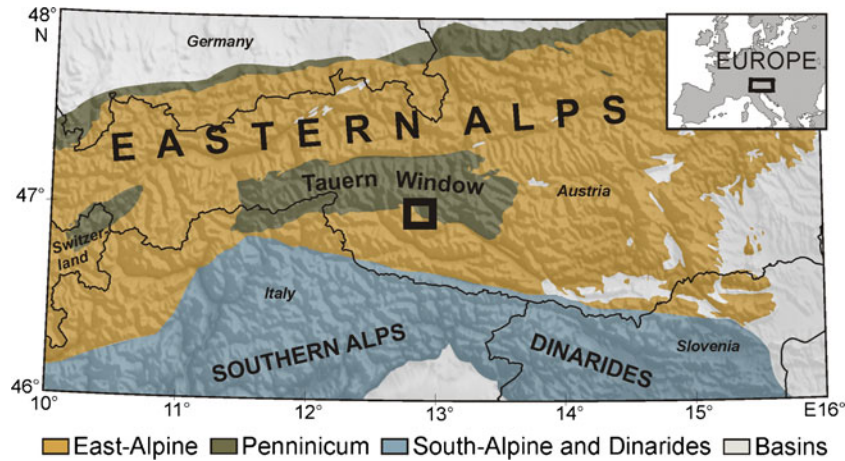 48°
N
Germany
EUROPE
EASTERN ALPS
47°
Tauern Window
Austria
Switzer-
land
Italy
SOUTHERN ALPS
DINARIDES
Slovenia
46°
10° 11° 12° 13° 14° 15° E16°
East-Alpine Penninicum South-Alpine and Dinarides Basins